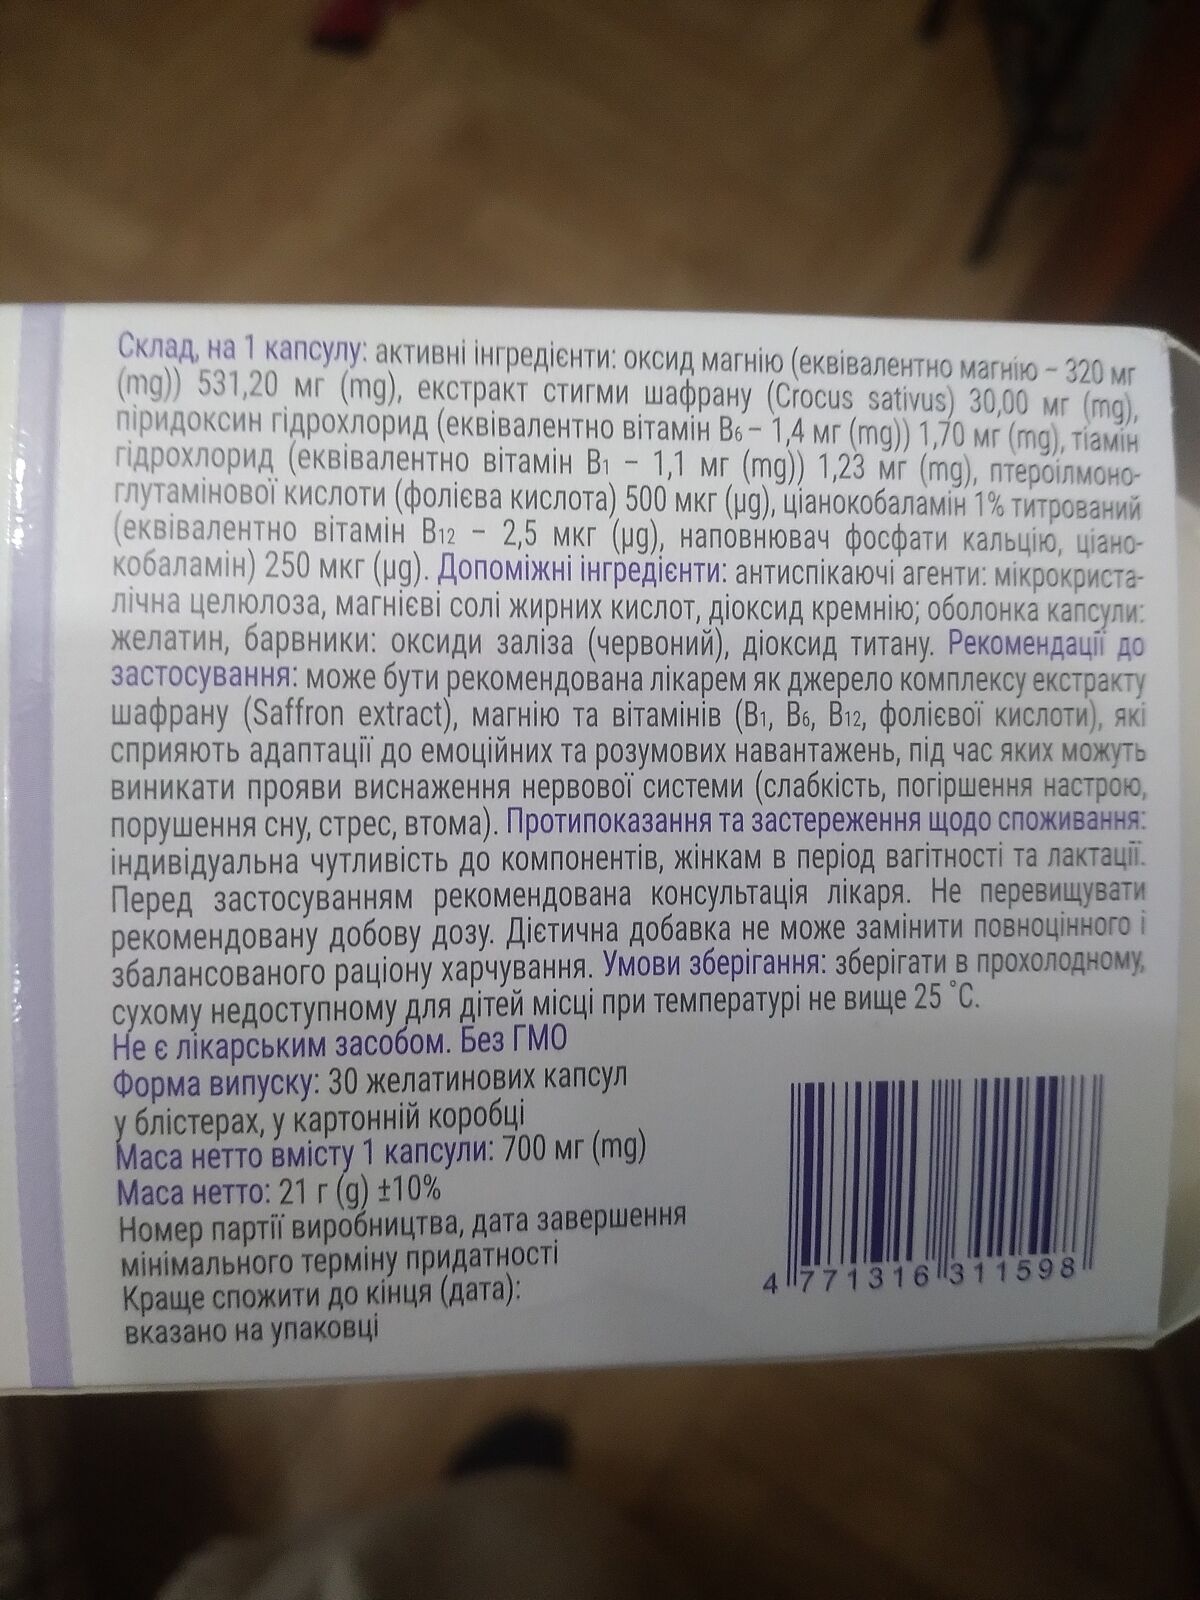 Склад, на 1 капсулу: активні інгредієнти: оксид магнію (еквівалентно магнію – 320 мг
(mg)) 531,20 мг (mg), екстракт стигми шафрану (Crocus sativus) 30,00 мг (mg),
піридоксин гідрохлорид (еквівалентно вітамін B6 – 1,4 мг (mg)) 1,70 мг (mg), тіамін
гідрохлорид (еквівалентно вітамін B1 – 1,1 мг (mg)) 1,23 мг (mg), птероілмоно-
глутамінової кислоти (фолієва кислота) 500 мкг (µg), ціанокобаламін 1% титрований
(еквівалентно вітамін B12 – 2,5 мкг (µg), наповнювач фосфати кальцію, ціано-
кобаламін) 250 мкг (µg). Допоміжні інгредієнти: антиспікаючі агенти: мікрокриста-
лічна целюлоза, магнієві солі жирних кислот, діоксид кремнію; оболонка капсули:
желатин, барвники: оксиди заліза (червоний), діоксид титану. Рекомендації до
застосування: може бути рекомендована лікарем як джерело комплексу екстракту
шафрану (Saffron extract), магнію та вітамінів (B1, B6, B12, фолієвої кислоти), які
сприяють адаптації до емоційних та розумових навантажень, під час яких можуть
виникати прояви виснаження нервової системи (слабкість, погіршення настрою,
порушення сну, стрес, втома). Протипоказання та застереження щодо споживання:
індивідуальна чутливість до компонентів, жінкам в період вагітності та лактації.
Перед застосуванням рекомендована консультація лікаря. Не перевищувати
рекомендовану добову дозу. Дієтична добавка не може замінити повноцінного і
збалансованого раціону харчування. Умови зберігання: зберігати в прохолодному,
сухому недоступному для дітей місці при температурі не вище 25 °С.
Не є лікарським засобом. Без ГМО
Форма випуску: 30 желатинових капсул
у блістерах, у картонній коробці
Маса нетто вмісту 1 капсули: 700 мг (mg)
Маса нетто: 21 г (g) ±10%
Номер партії виробництва, дата завершення
мінімального терміну придатності
Краще спожити до кінця (дата):
вказано на упаковці
4 771316 311598